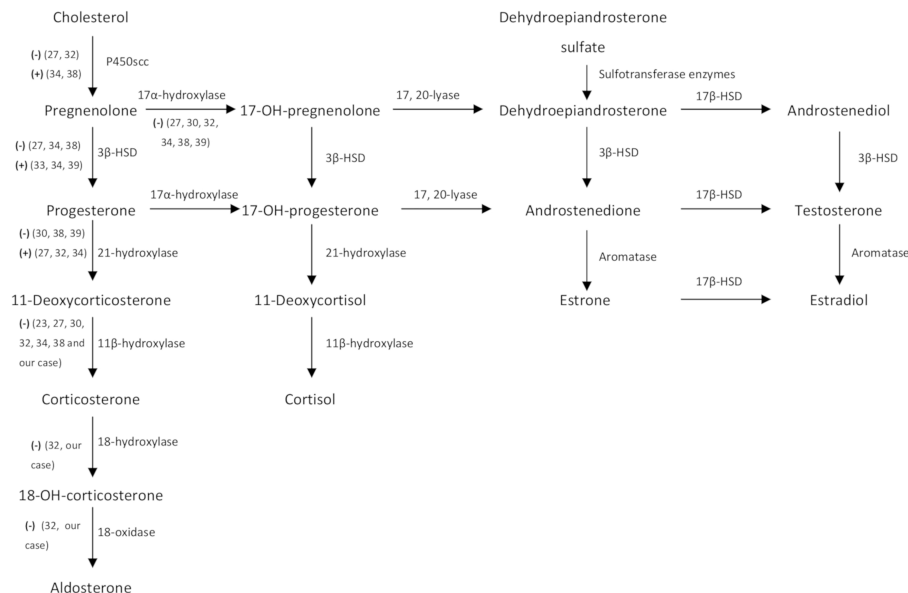 Cholesterol
Dehydroepiandrosterone
sulfate
(-) (27, 32)
(+) (34, 38)
P450scc
Sulfotransferase enzymes
Pregnenolone
17α-hydroxylase
(-) (27, 30, 32,
34, 38, 39)
17-OH-pregnenolone
17, 20-lyase
Dehydroepiandrosterone
17β-HSD
Androstenediol
(-) (27, 34, 38)
(+) (33, 34, 39)
3β-HSD
3β-HSD
3β-HSD
3β-HSD
Progesterone
17α-hydroxylase
17-OH-progesterone
17, 20-lyase
Androstenedione
17β-HSD
Testosterone
(-) (30, 38, 39)
(+) (27, 32, 34)
21-hydroxylase
21-hydroxylase
Aromatase
Aromatase
11-Deoxycorticosterone
11-Deoxycortisol
Estrone
17β-HSD
Estradiol
(-) (23, 27, 30,
32, 34, 38 and
our case)
11β-hydroxylase
11β-hydroxylase
Corticosterone
Cortisol
(-) (32, our
case)
18-hydroxylase
18-OH-corticosterone
(-) (32, our
case)
18-oxidase
Aldosterone